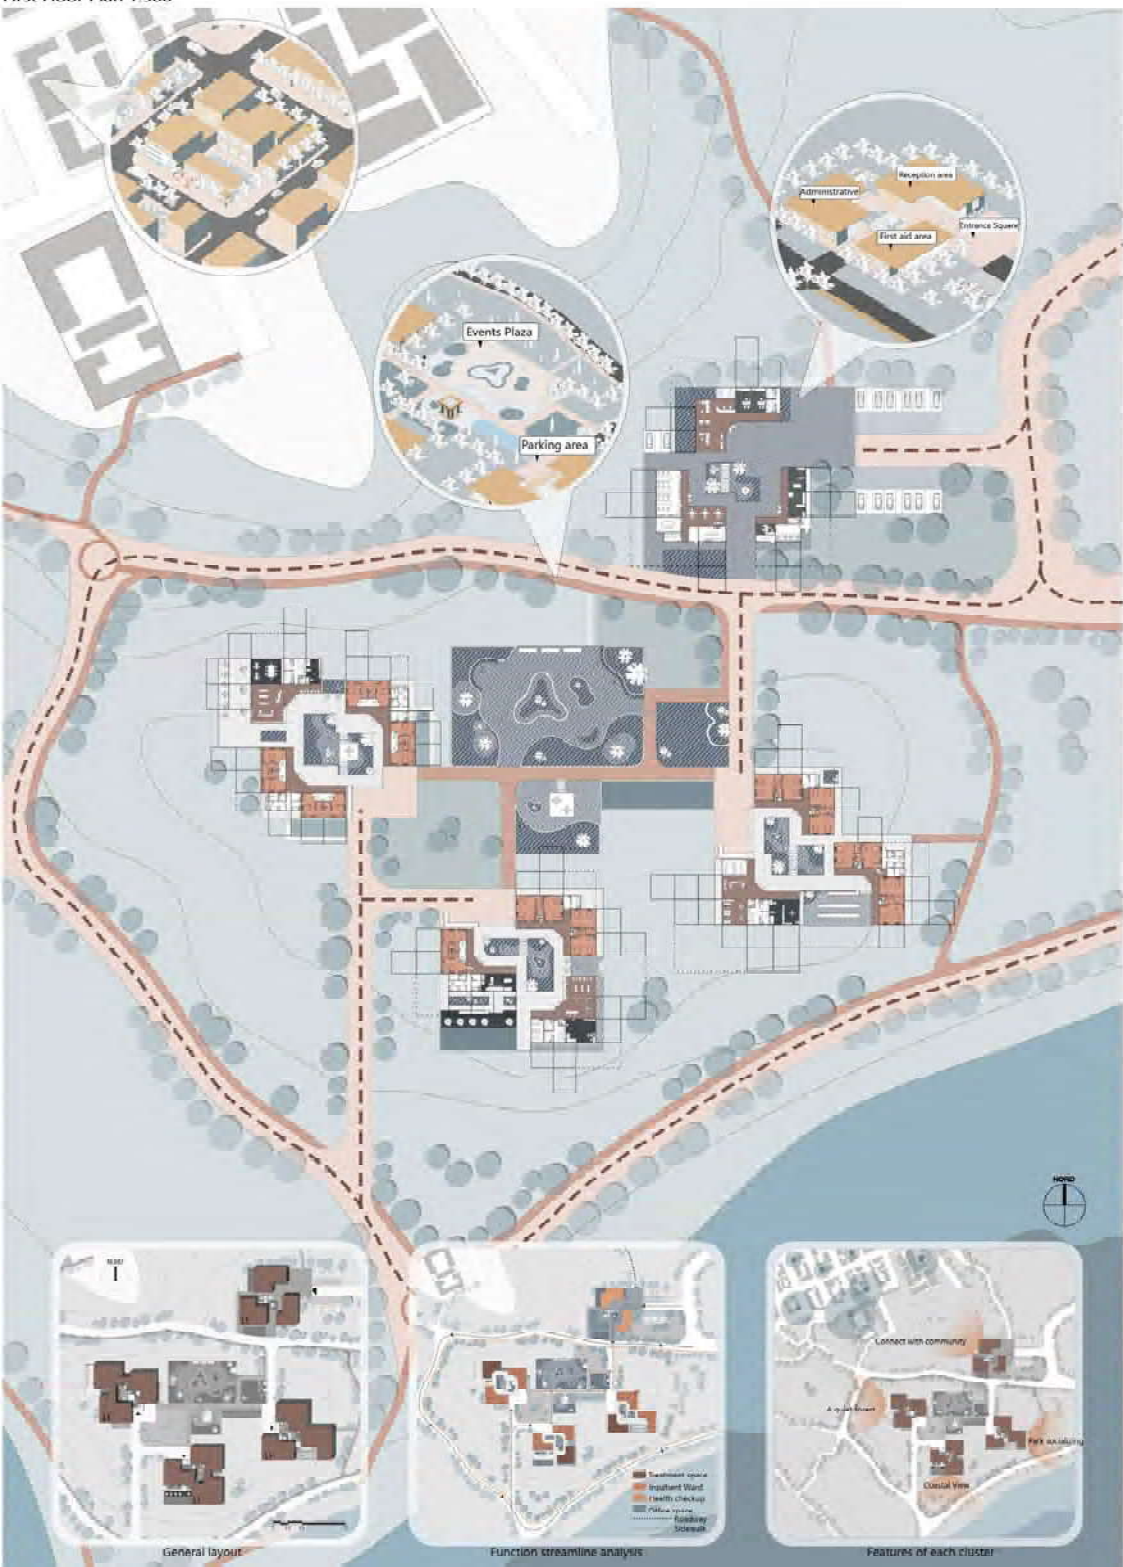 Administrative
Reception area
First aid area
Entrance Square
Events Plaza
Parking area
NORD
Connect with community
Coastal View
Treatment space
Inpatient Ward
Health checkup
Office space
Roadway
Sidewalk
General layout
Function streamline analysis
Features of each cluster